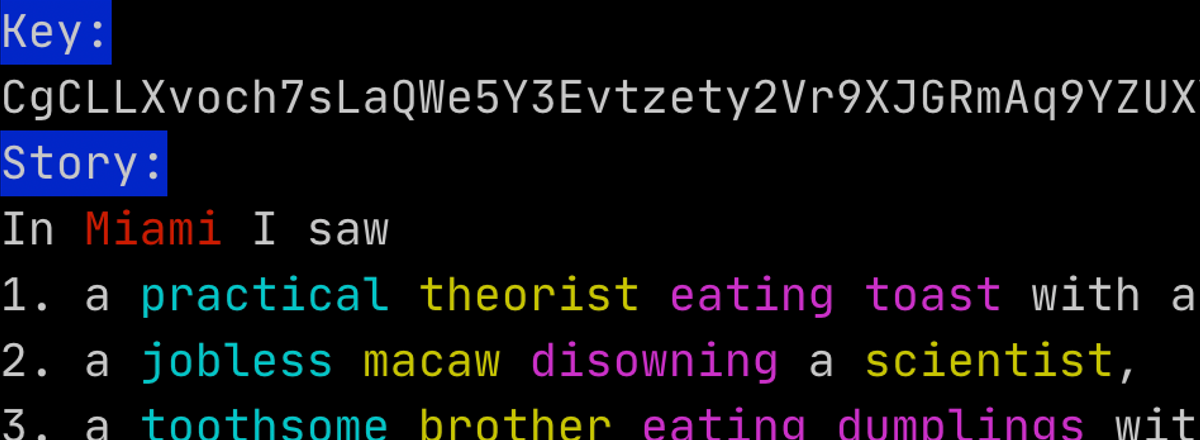 Key:
CgCLLXvoch7sLaQWe5Y3Evtzety2Vr9XJGRmAq9YZUX
Story:
In Miami I saw
1. a practical theorist eating toast with a
2. a jobless macaw disowning a scientist,
3. a toothsome brother eating dumplings wit